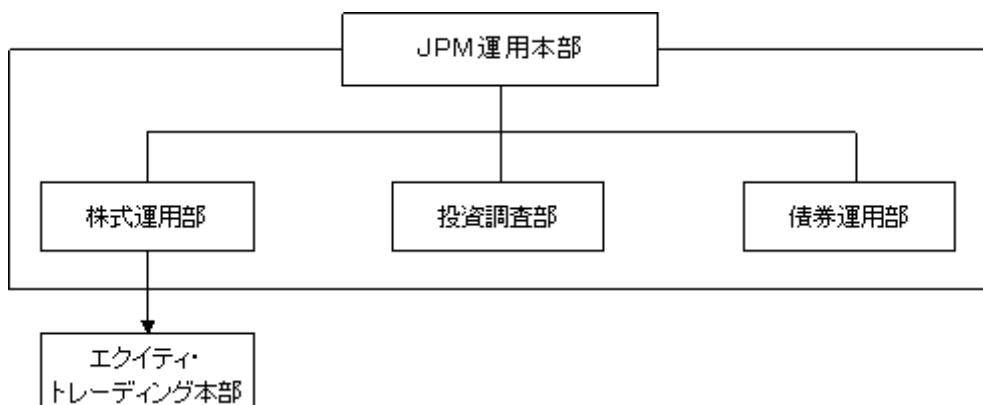 JPM運用本部
株式運用部
投資調査部
債券運用部
エクイティ・
トレーディング本部